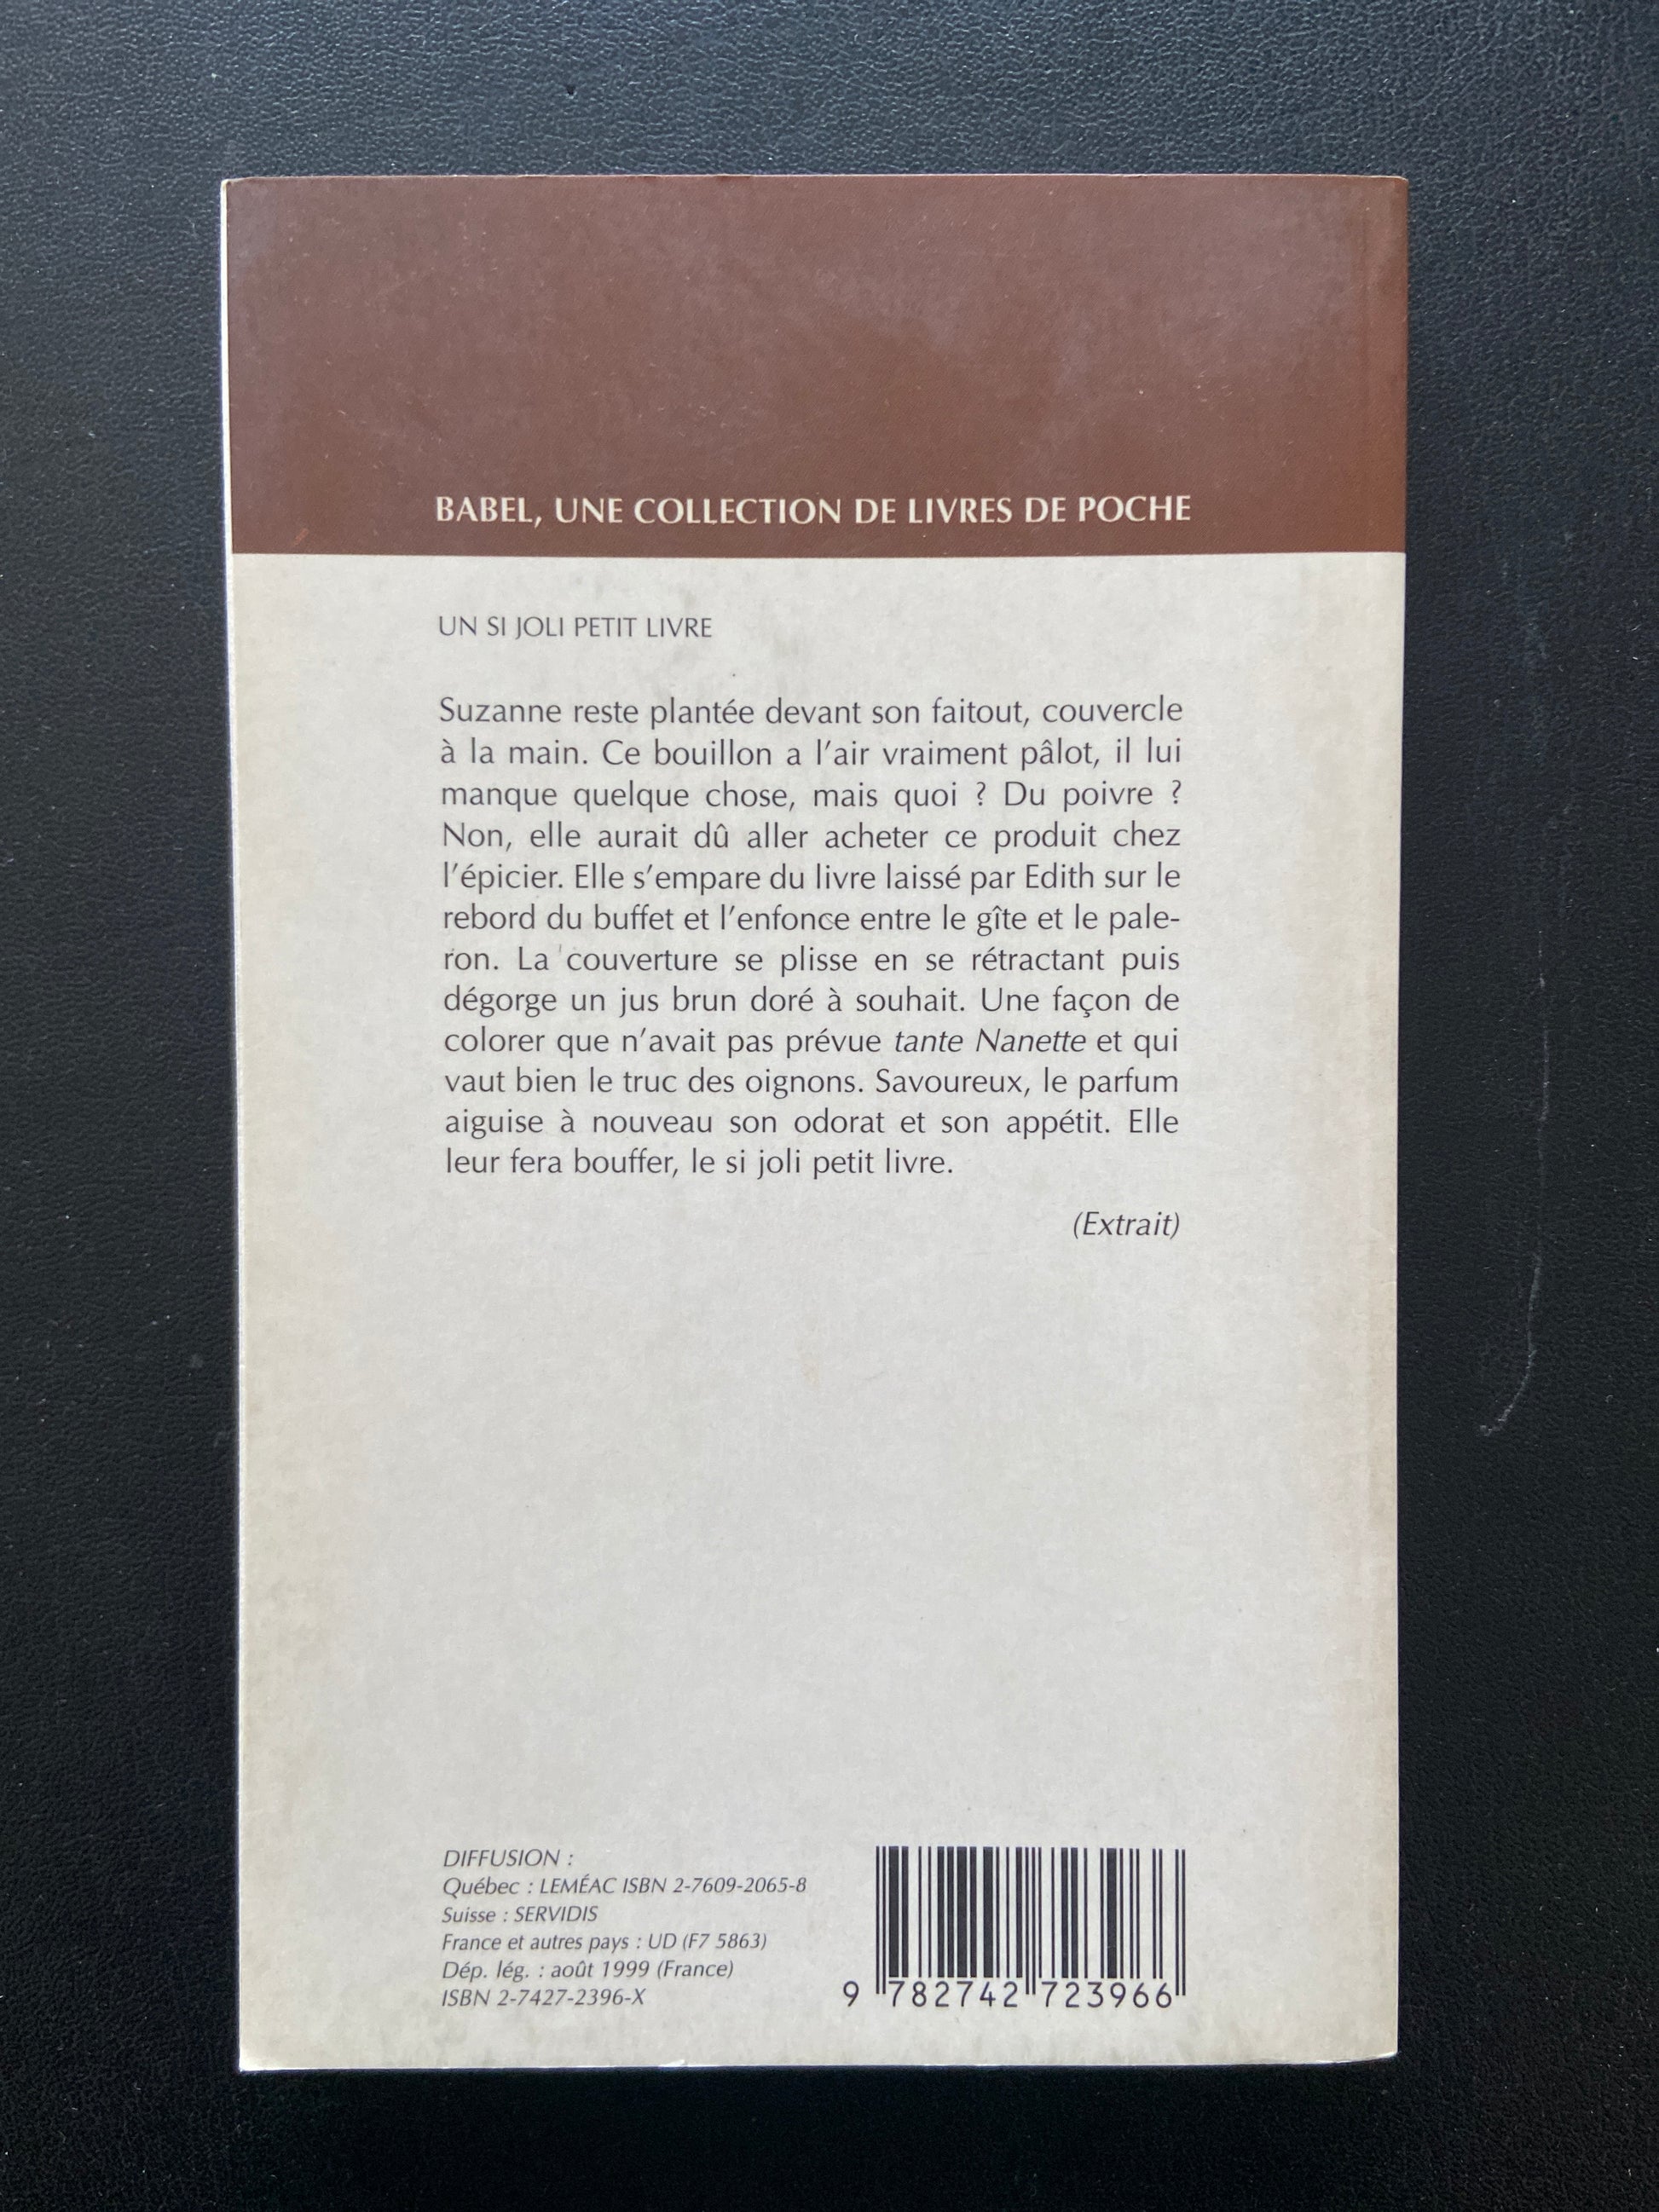 BABEL, UNE COLLECTION DE LIVRES DE POCHE
UN SI JOLI PETIT LIVRE
Suzanne reste plantée devant son faitout, couvercle
à la main. Ce bouillon a l'air vraiment pâlot, il lui
manque quelque chose, mais quoi ? Du poivre ?
Non, elle aurait dû aller acheter ce produit chez
l'épicier. Elle s'empare du livre laissé par Edith sur le
rebord du buffet et l'enfonce entre le gîte et le pale-
ron. La couverture se plisse en se rétractant puis
dégorge un jus brun doré à souhait. Une façon de
colorer que n'avait pas prévue tante Nanette et qui
vaut bien le truc des oignons. Savoureux, le parfum
aiguise à nouveau son odorat et son appétit. Elle
leur fera bouffer, le si joli petit livre.
(Extrait)
DIFFUSION :
Québec : LEMÉAC ISBN 2-7609-2065-8
Suisse : SERVIDIS
France et autres pays : UD (F7 5863)
Dép. lég. : août 1999 (France)
ISBN 2-7427-2396-X
9 782742 723966